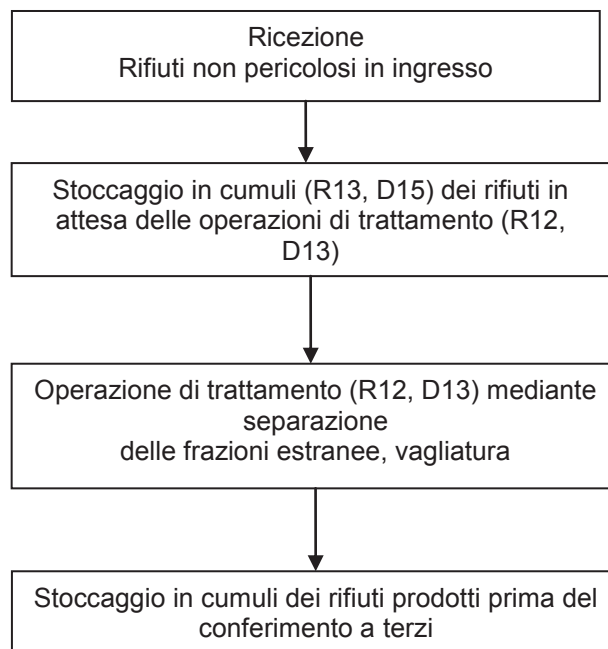 Ricezione
Rifiuti non pericolosi in ingresso
Stoccaggio in cumuli (R13, D15) dei rifiuti in
attesa delle operazioni di trattamento (R12,
D13)
Operazione di trattamento (R12, D13) mediante
separazione
delle frazioni estranee, vagliatura
Stoccaggio in cumuli dei rifiuti prodotti prima del
conferimento a terzi